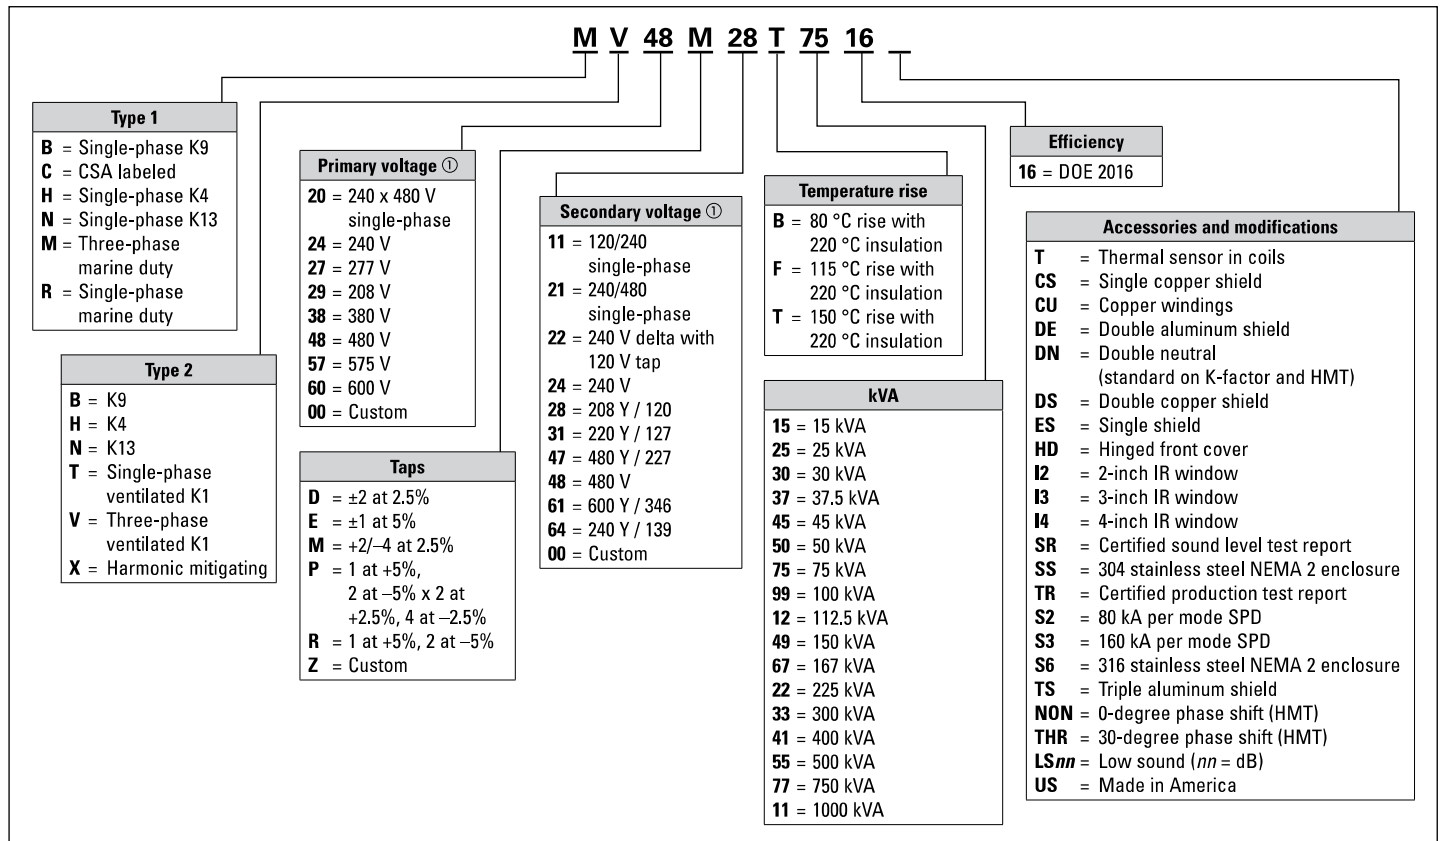 M V 48 M 28 T 75 16 _
Type 1
B = Single-phase K9
C = CSA labeled
H = Single-phase K4
N = Single-phase K13
M = Three-phase
marine duty
R = Single-phase
marine duty
Type 2
B = K9
H = K4
N = K13
T = Single-phase
ventilated K1
V = Three-phase
ventilated K1
X = Harmonic mitigating
Primary voltage ①
20 = 240 x 480 V
single-phase
24 = 240 V
27 = 277 V
29 = 208 V
38 = 380 V
48 = 480 V
57 = 575 V
60 = 600 V
00 = Custom
Taps
D = ±2 at 2.5%
E = ±1 at 5%
M = +2/–4 at 2.5%
P = 1 at +5%,
2 at –5% x 2 at
+2.5%, 4 at –2.5%
R = 1 at +5%, 2 at –5%
Z = Custom
Secondary voltage ①
11 = 120/240
single-phase
21 = 240/480
single-phase
22 = 240 V delta with
120 V tap
24 = 240 V
28 = 208 Y / 120
31 = 220 Y / 127
47 = 480 Y / 227
48 = 480 V
61 = 600 Y / 346
64 = 240 Y / 139
00 = Custom
Temperature rise
B = 80 °C rise with
220 °C insulation
F = 115 °C rise with
220 °C insulation
T = 150 °C rise with
220 °C insulation
kVA
15 = 15 kVA
25 = 25 kVA
30 = 30 kVA
37 = 37.5 kVA
45 = 45 kVA
50 = 50 kVA
75 = 75 kVA
99 = 100 kVA
12 = 112.5 kVA
49 = 150 kVA
67 = 167 kVA
22 = 225 kVA
33 = 300 kVA
41 = 400 kVA
55 = 500 kVA
77 = 750 kVA
11 = 1000 kVA
Efficiency
16 = DOE 2016
Accessories and modifications
T = Thermal sensor in coils
CS = Single copper shield
CU = Copper windings
DE = Double aluminum shield
DN = Double neutral
(standard on K-factor and HMT)
DS = Double copper shield
ES = Single shield
HD = Hinged front cover
I2 = 2-inch IR window
I3 = 3-inch IR window
I4 = 4-inch IR window
SR = Certified sound level test report
SS = 304 stainless steel NEMA 2 enclosure
TR = Certified production test report
S2 = 80 kA per mode SPD
S3 = 160 kA per mode SPD
S6 = 316 stainless steel NEMA 2 enclosure
TS = Triple aluminum shield
NON = 0-degree phase shift (HMT)
THR = 30-degree phase shift (HMT)
LSnn = Low sound (nn = dB)
US = Made in America